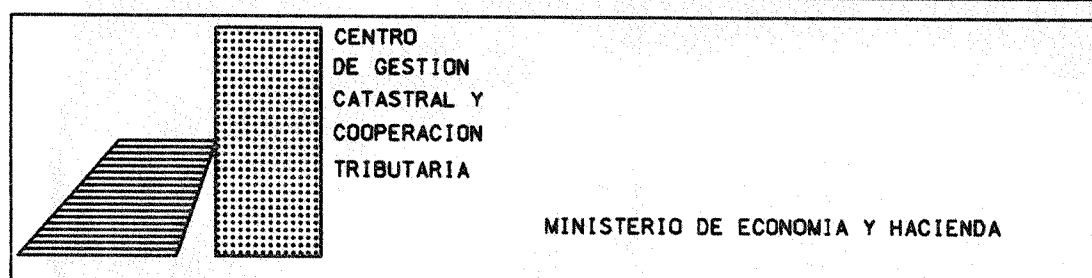 CENTRO
DE GESTION
CATASTRAL Y
COOPERACION
TRIBUTARIA
MINISTERIO DE ECONOMIA Y HACIENDA